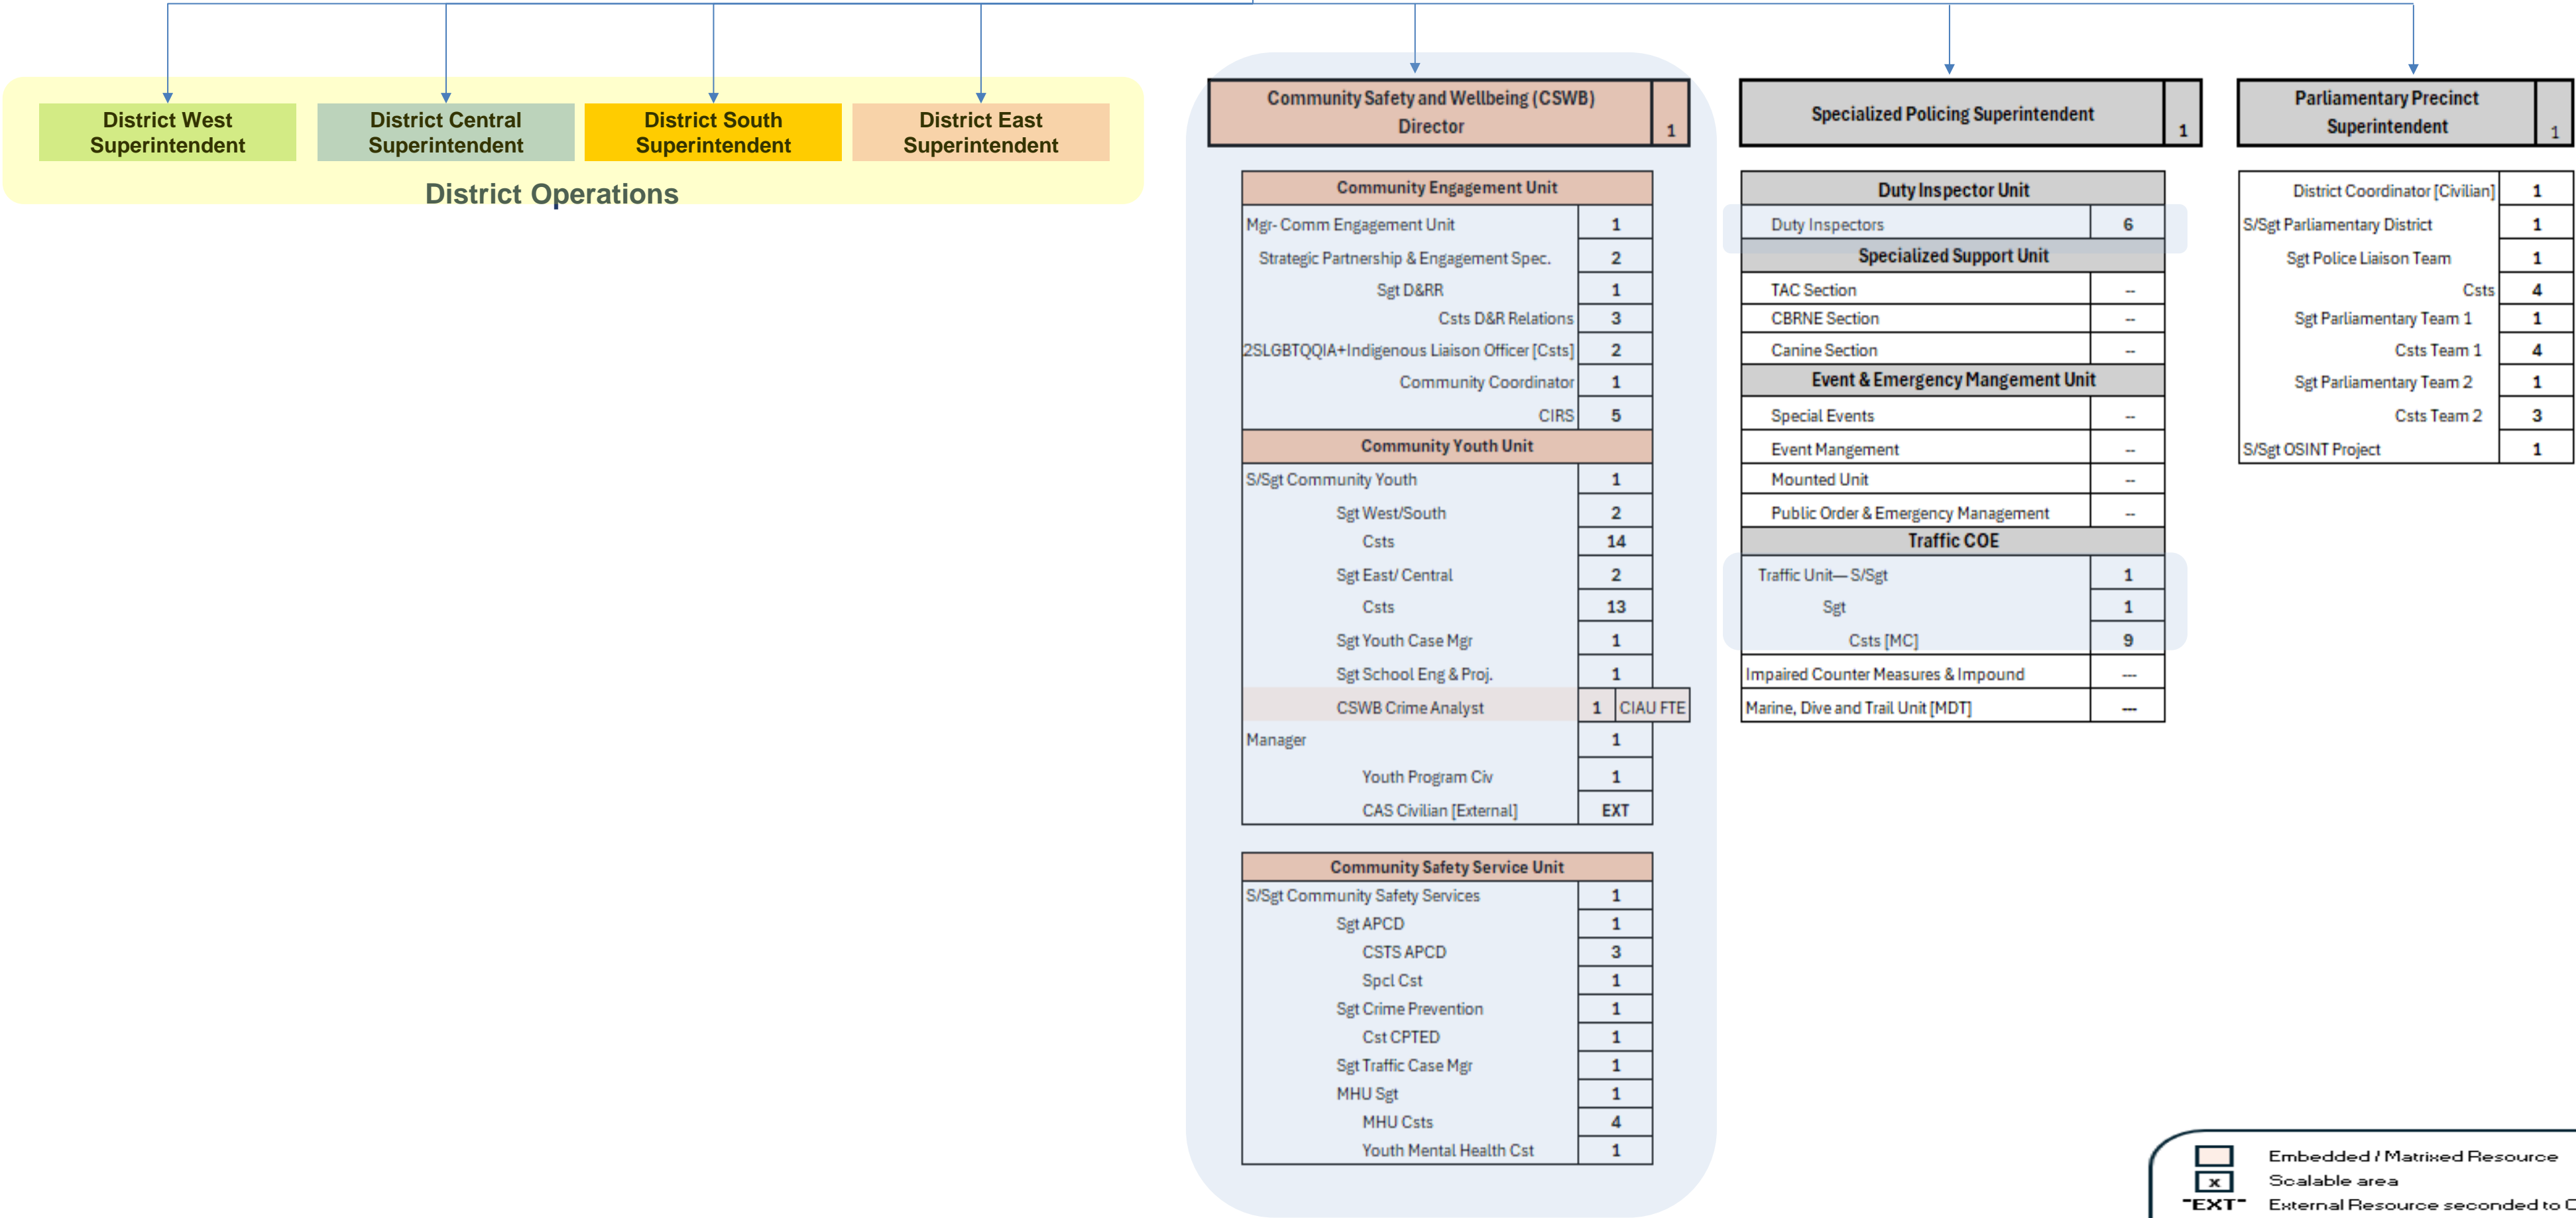 District West
Superintendent
District Central
Superintendent
District South
Superintendent
District East
Superintendent
District Operations
Community Safety and Wellbeing (CSWB)
Director 1
Community Engagement Unit
Mgr- Comm Engagement Unit 1
Strategic Partnership & Engagement Spec. 2
Sgt D&RR 1
Csts D&R Relations 3
2SLGBTQQIA+Indigenous Liaison Officer [Csts] 2
Community Coordinator 1
CIRS 5
Community Youth Unit
S/Sgt Community Youth 1
Sgt West/South 2
Csts 14
Sgt East/ Central 2
Csts 13
Sgt Youth Case Mgr 1
Sgt School Eng & Proj. 1
CSWB Crime Analyst 1 CIAU FTE
Manager 1
Youth Program Civ 1
CAS Civilian [External] EXT
Community Safety Service Unit
S/Sgt Community Safety Services 1
Sgt APCD 1
CSTS APCD 3
Spcl Cst 1
Sgt Crime Prevention 1
Cst CPTED 1
Sgt Traffic Case Mgr 1
MHU Sgt 1
MHU Csts 4
Youth Mental Health Cst 1
Specialized Policing Superintendent 1
Duty Inspector Unit
Duty Inspectors 6
Specialized Support Unit
TAC Section --
CBRNE Section --
Canine Section --
Event & Emergency Mangement Unit
Special Events --
Event Mangement --
Mounted Unit --
Public Order & Emergency Management --
Traffic COE
Traffic Unit— S/Sgt 1
Sgt 1
Csts [MC] 9
Impaired Counter Measures & Impound ---
Marine, Dive and Trail Unit [MDT] ---
Parliamentary Precinct
Superintendent 1
District Coordinator [Civilian] 1
S/Sgt Parliamentary District 1
Sgt Police Liaison Team 1
Csts 4
Sgt Parliamentary Team 1 1
Csts Team 1 4
Sgt Parliamentary Team 2 1
Csts Team 2 3
S/Sgt OSINT Project 1
Embedded / Matrixed Resource
x Scalable area
"EXT" External Resource seconded to